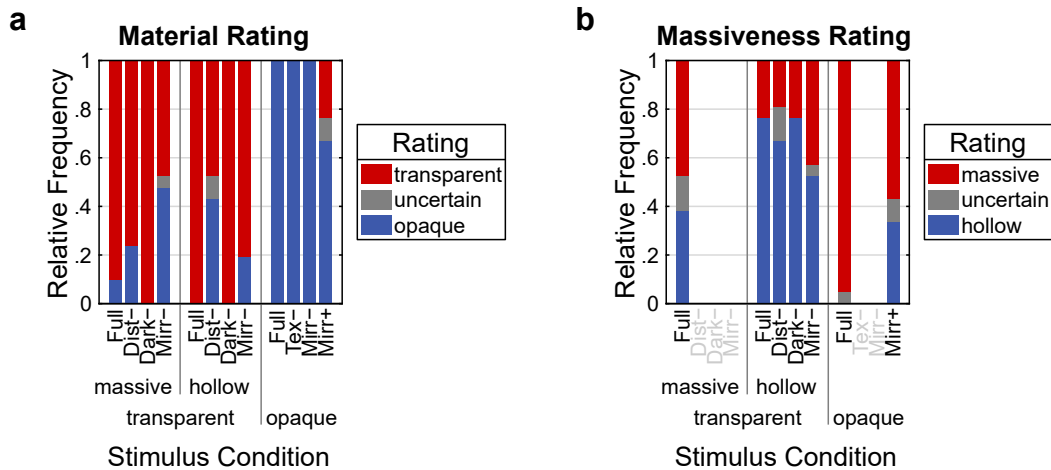 a
Material Rating
Relative Frequency
1
.8
.6
.4
.2
0
Rating
transparent
uncertain
opaque
Full
Dist−
Dark−
Mirr−
Full
Dist−
Dark−
Mirr−
Full
Tex−
Mirr−
Mirr+
massive
hollow
transparent
opaque
Stimulus Condition
b
Massiveness Rating
Relative Frequency
1
.8
.6
.4
.2
0
Rating
massive
uncertain
hollow
Full
Dist−
Dark−
Mirr−
Full
Dist−
Dark−
Mirr−
Full
Tex−
Mirr−
Mirr+
massive
hollow
transparent
opaque
Stimulus Condition